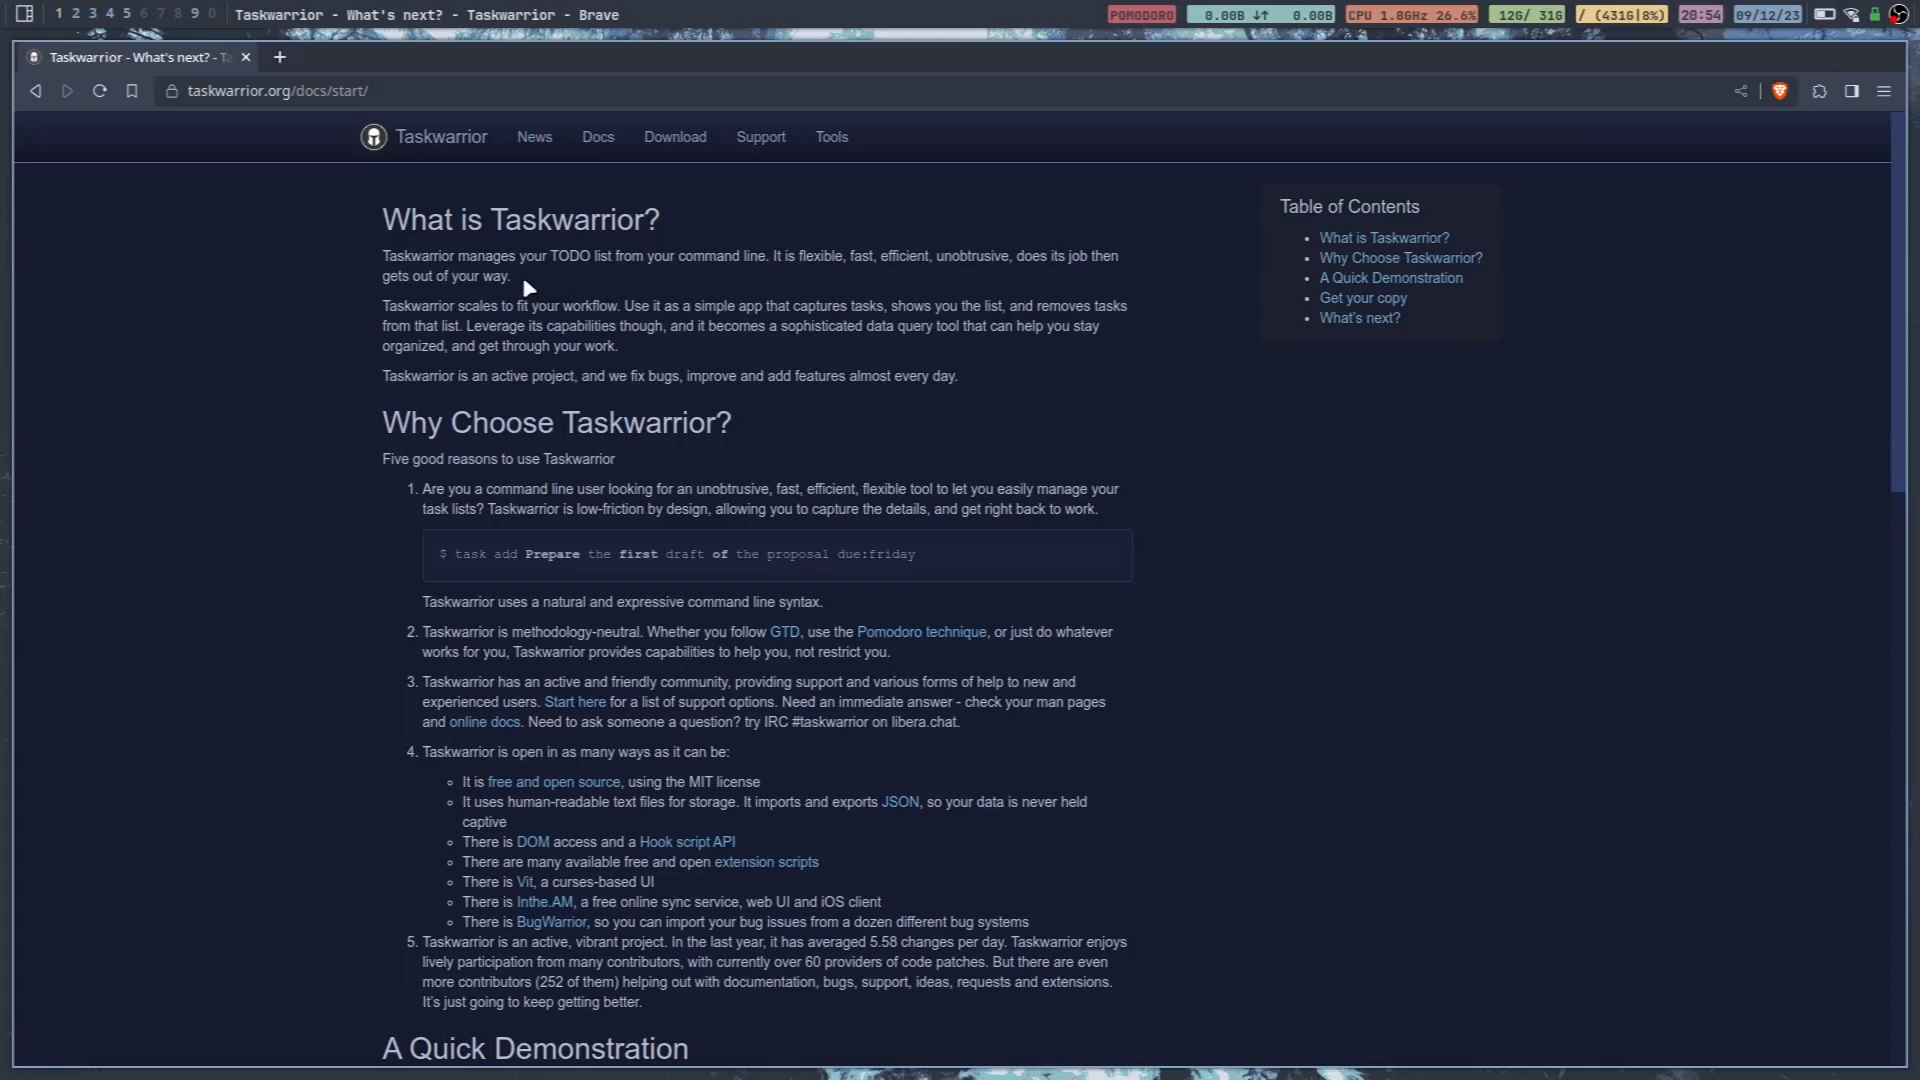 1 2 3 4 5 6 7 8 9 0 Taskwarrior - What's next? - Taskwarrior - Brave POMODORO 0.00B ↓↑ 0.00B CPU 1.8GHz 26.6% 12G/ 31G / (431G|8%) 20:54 09/12/23
Taskwarrior - What's next? - Ta
taskwarrior.org/docs/start/
Taskwarrior News Docs Download Support Tools
What is Taskwarrior?
Taskwarrior manages your TODO list from your command line. It is flexible, fast, efficient, unobtrusive, does its job then
gets out of your way.
Taskwarrior scales to fit your workflow. Use it as a simple app that captures tasks, shows you the list, and removes tasks
from that list. Leverage its capabilities though, and it becomes a sophisticated data query tool that can help you stay
organized, and get through your work.
Taskwarrior is an active project, and we fix bugs, improve and add features almost every day.
Why Choose Taskwarrior?
Five good reasons to use Taskwarrior
1. Are you a command line user looking for an unobtrusive, fast, efficient, flexible tool to let you easily manage your
task lists? Taskwarrior is low-friction by design, allowing you to capture the details, and get right back to work.
$ task add Prepare the first draft of the proposal due:friday
Taskwarrior uses a natural and expressive command line syntax.
2. Taskwarrior is methodology-neutral. Whether you follow GTD, use the Pomodoro technique, or just do whatever
works for you, Taskwarrior provides capabilities to help you, not restrict you.
3. Taskwarrior has an active and friendly community, providing support and various forms of help to new and
experienced users. Start here for a list of support options. Need an immediate answer - check your man pages
and online docs. Need to ask someone a question? try IRC #taskwarrior on libera.chat.
4. Taskwarrior is open in as many ways as it can be:
◦ It is free and open source, using the MIT license
◦ It uses human-readable text files for storage. It imports and exports JSON, so your data is never held
captive
◦ There is DOM access and a Hook script API
◦ There are many available free and open extension scripts
◦ There is Vit, a curses-based UI
◦ There is Inthe.AM, a free online sync service, web UI and iOS client
◦ There is BugWarrior, so you can import your bug issues from a dozen different bug systems
5. Taskwarrior is an active, vibrant project. In the last year, it has averaged 5.58 changes per day. Taskwarrior enjoys
lively participation from many contributors, with currently over 60 providers of code patches. But there are even
more contributors (252 of them) helping out with documentation, bugs, support, ideas, requests and extensions.
It's just going to keep getting better.
A Quick Demonstration
Table of Contents
• What is Taskwarrior?
• Why Choose Taskwarrior?
• A Quick Demonstration
• Get your copy
• What's next?